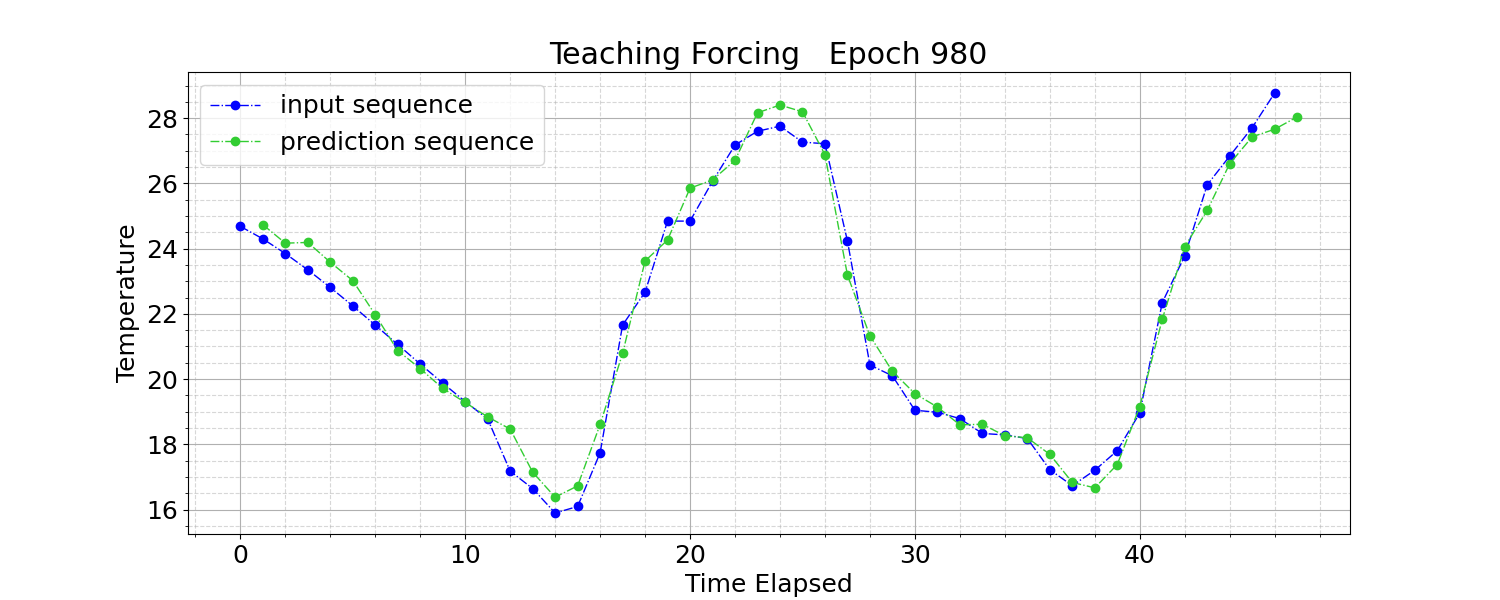 Teaching Forcing   Epoch 980
input sequence
prediction sequence
28
26
24
22
20
18
16
Temperature
0 10 20 30 40
Time Elapsed